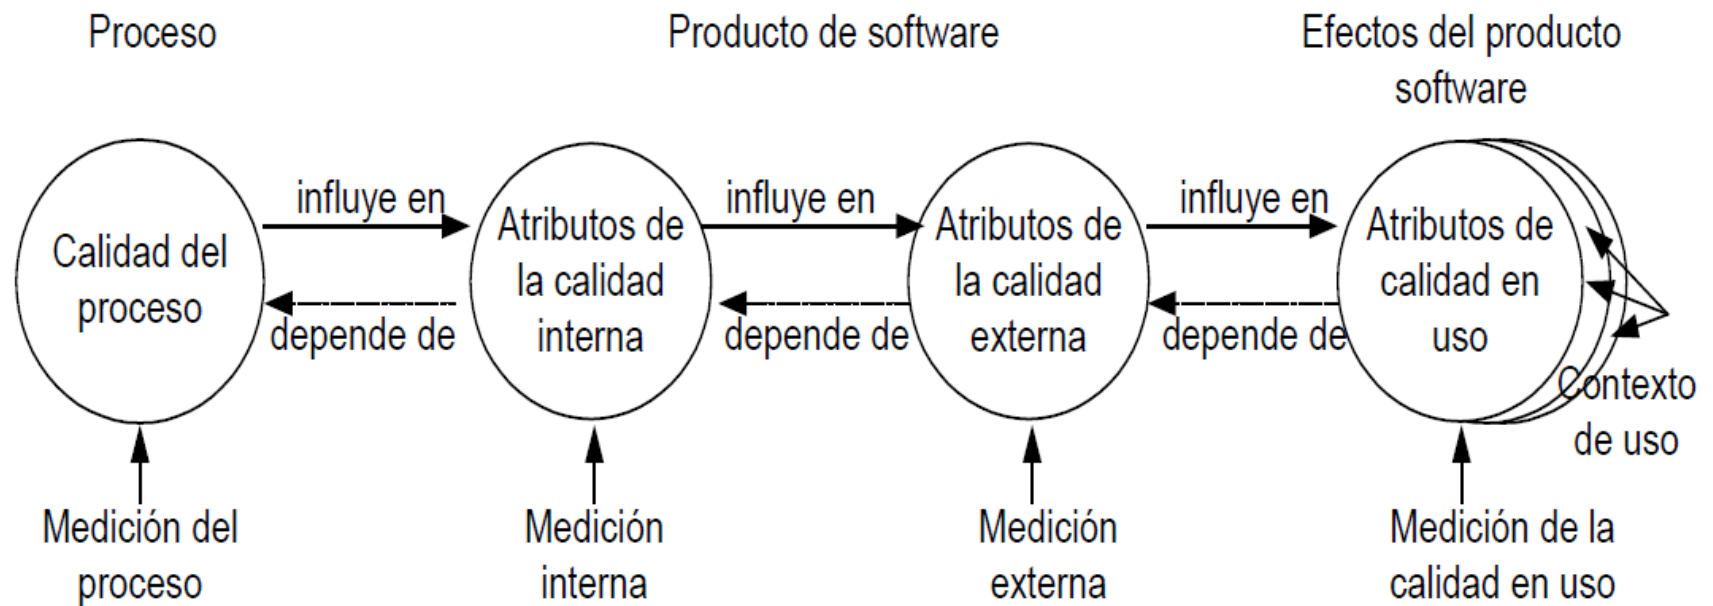 Proceso
Producto de software
Efectos del producto
software
Calidad del
proceso
influye en
depende de
Atributos de
la calidad
interna
influye en
depende de
Atributos de
la calidad
externa
influye en
depende de
Atributos de
calidad en
uso
Contexto
de uso
Medición del
proceso
Medición
interna
Medición
externa
Medición de la
calidad en uso